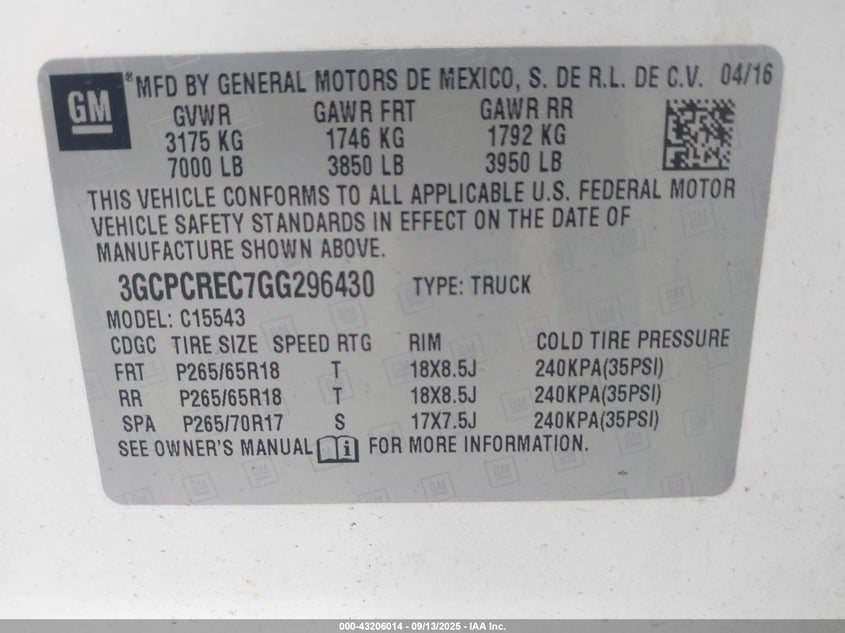 GM ® MFD BY GENERAL MOTORS DE MEXICO, S. DE R.L. DE C.V. 04/16
GVWR GAWR FRT GAWR RR
3175 KG 1746 KG 1792 KG
7000 LB 3850 LB 3950 LB
THIS VEHICLE CONFORMS TO ALL APPLICABLE U.S. FEDERAL MOTOR
VEHICLE SAFETY STANDARDS IN EFFECT ON THE DATE OF
MANUFACTURE SHOWN ABOVE.
3GCPCREC7GG296430 TYPE: TRUCK
MODEL: C15543
CDGC TIRE SIZE SPEED RTG RIM COLD TIRE PRESSURE
FRT P265/65R18 T 18X8.5J 240KPA(35PSI)
RR P265/65R18 T 18X8.5J 240KPA(35PSI)
SPA P265/70R17 S 17X7.5J 240KPA(35PSI)
SEE OWNER'S MANUAL FOR MORE INFORMATION.
000-43206014 - 09/13/2025 - IAA Inc.